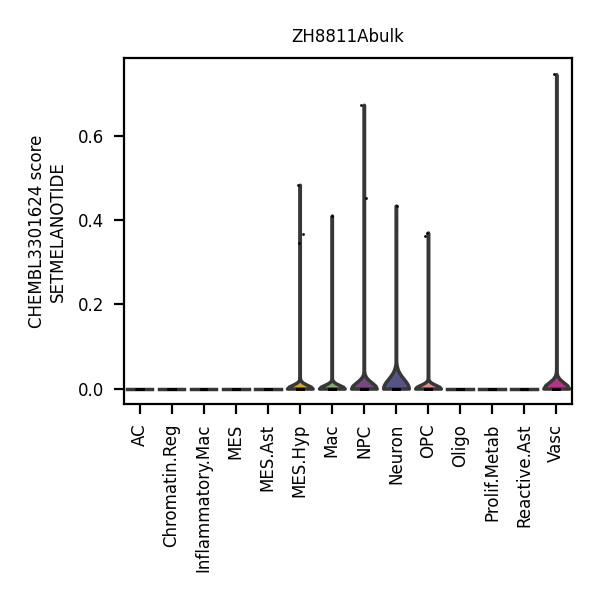 ZH8811Abulk
CHEMBL3301624 score
SETMELANOTIDE
0.6
0.4
0.2
0.0
AC
Chromatin.Reg
Inflammatory.Mac
MES
MES.Ast
MES.Hyp
Mac
NPC
Neuron
OPC
Oligo
Prolif.Metab
Reactive.Ast
Vasc